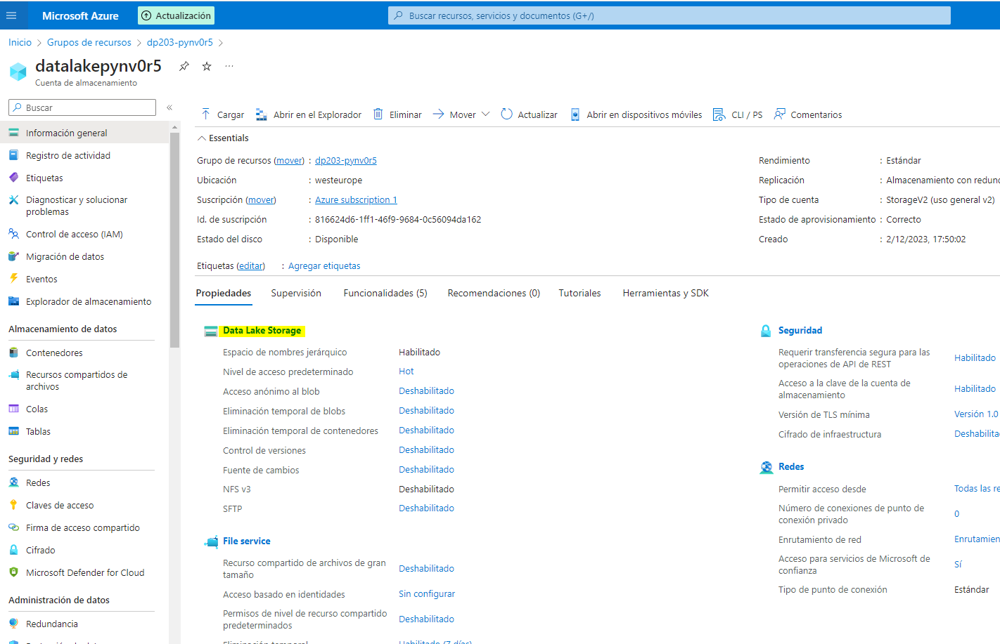 Microsoft Azure
Actualización
Buscar recursos, servicios y documentos (G+/)
Inicio > Grupos de recursos > dp203-pynv0r5 >
datalakepynv0r5
Cuenta de almacenamiento
Buscar
Información general
Registro de actividad
Etiquetas
Diagnosticar y solucionar
problemas
Control de acceso (IAM)
Migración de datos
Eventos
Explorador de almacenamiento
Almacenamiento de datos
Contenedores
Recursos compartidos de
archivos
Colas
Tablas
Seguridad y redes
Redes
Claves de acceso
Firma de acceso compartido
Cifrado
Microsoft Defender for Cloud
Administración de datos
Redundancia
Cargar Abrir en el Explorador Eliminar Mover Actualizar Abrir en dispositivos móviles CLI / PS Comentarios
Essentials
Grupo de recursos (mover) : dp203-pynv0r5
Ubicación : westeurope
Suscripción (mover) : Azure subscription 1
Id. de suscripción : 816624d6-1ff1-46f9-9684-0c56094da162
Estado del disco : Disponible
Rendimiento : Estándar
Replicación : Almacenamiento con redunc
Tipo de cuenta : StorageV2 (uso general v2)
Estado de aprovisionamiento : Correcto
Creado : 2/12/2023, 17:50:02
Etiquetas (editar) : Agregar etiquetas
Propiedades Supervisión Funcionalidades (5) Recomendaciones (0) Tutoriales Herramientas y SDK
Data Lake Storage
Espacio de nombres jerárquico Habilitado
Nivel de acceso predeterminado Hot
Acceso anónimo al blob Deshabilitado
Eliminación temporal de blobs Deshabilitado
Eliminación temporal de contenedores Deshabilitado
Control de versiones Deshabilitado
Fuente de cambios Deshabilitado
NFS v3 Deshabilitado
SFTP Deshabilitado
File service
Recurso compartido de archivos de gran
tamaño Deshabilitado
Acceso basado en identidades Sin configurar
Permisos de nivel de recurso compartido
predeterminados Deshabilitado
Eliminación temporal Habilitado (7 días)
Seguridad
Requerir transferencia segura para las
operaciones de API de REST Habilitado
Acceso a la clave de la cuenta de
almacenamiento Habilitado
Versión de TLS mínima Versión 1.0
Cifrado de infraestructura Deshabilita
Redes
Permitir acceso desde Todas las re
Número de conexiones de punto de
conexión privado 0
Enrutamiento de red Enrutamien
Acceso para servicios de Microsoft de
confianza Sí
Tipo de punto de conexión Estándar